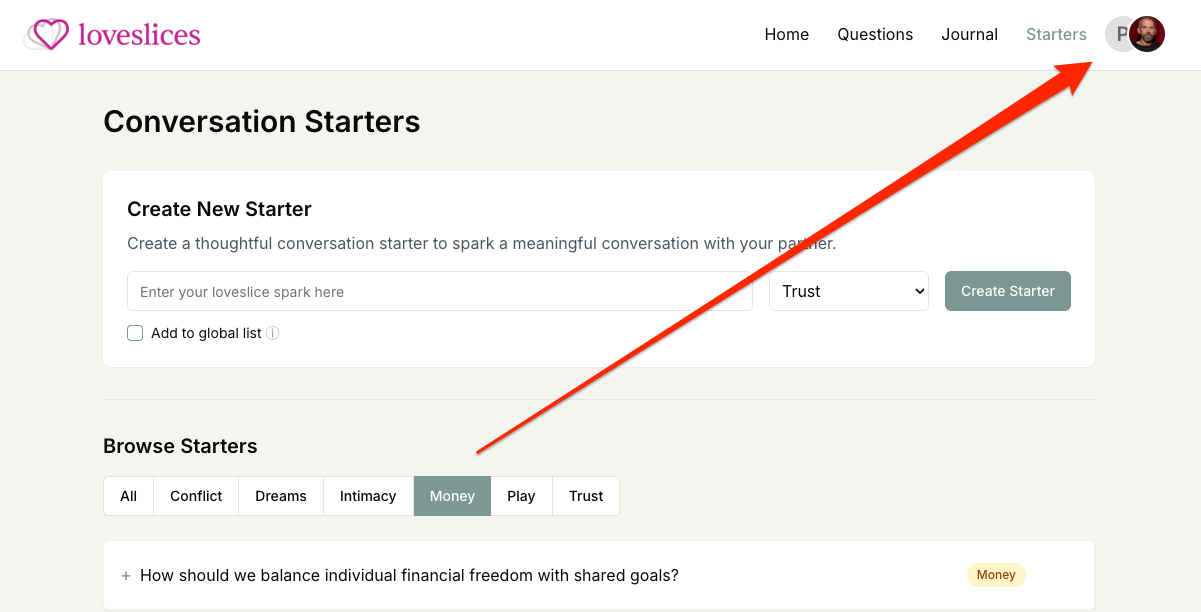 loveslices
Home Questions Journal Starters P
Conversation Starters
Create New Starter
Create a thoughtful conversation starter to spark a meaningful conversation with your partner.
Enter your loveslice spark here
Trust
Create Starter
Add to global list ⓘ
Browse Starters
All Conflict Dreams Intimacy Money Play Trust
+ How should we balance individual financial freedom with shared goals? Money